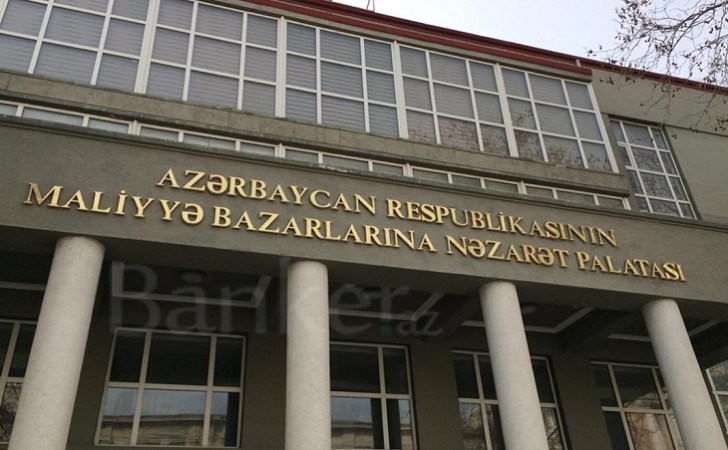 AZƏRBAYCAN RESPUBLİKASININ
MALİYYƏ BAZARLARINA NƏZARƏT PALATASI
Banker.az